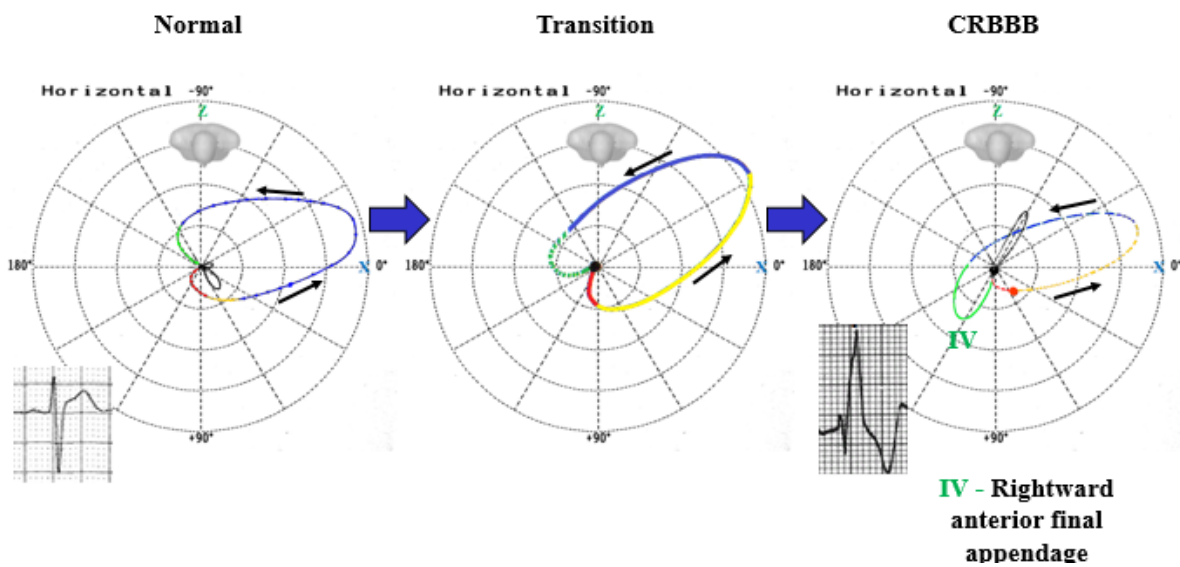 Normal
Transition
CRBBB
Horizontal -90°
Z
180°
X 0°
+90°
Horizontal -90°
Z
180°
X 0°
+90°
Horizontal -90°
Z
180°
X 0°
IV
+90°
IV - Rightward
anterior final
appendage